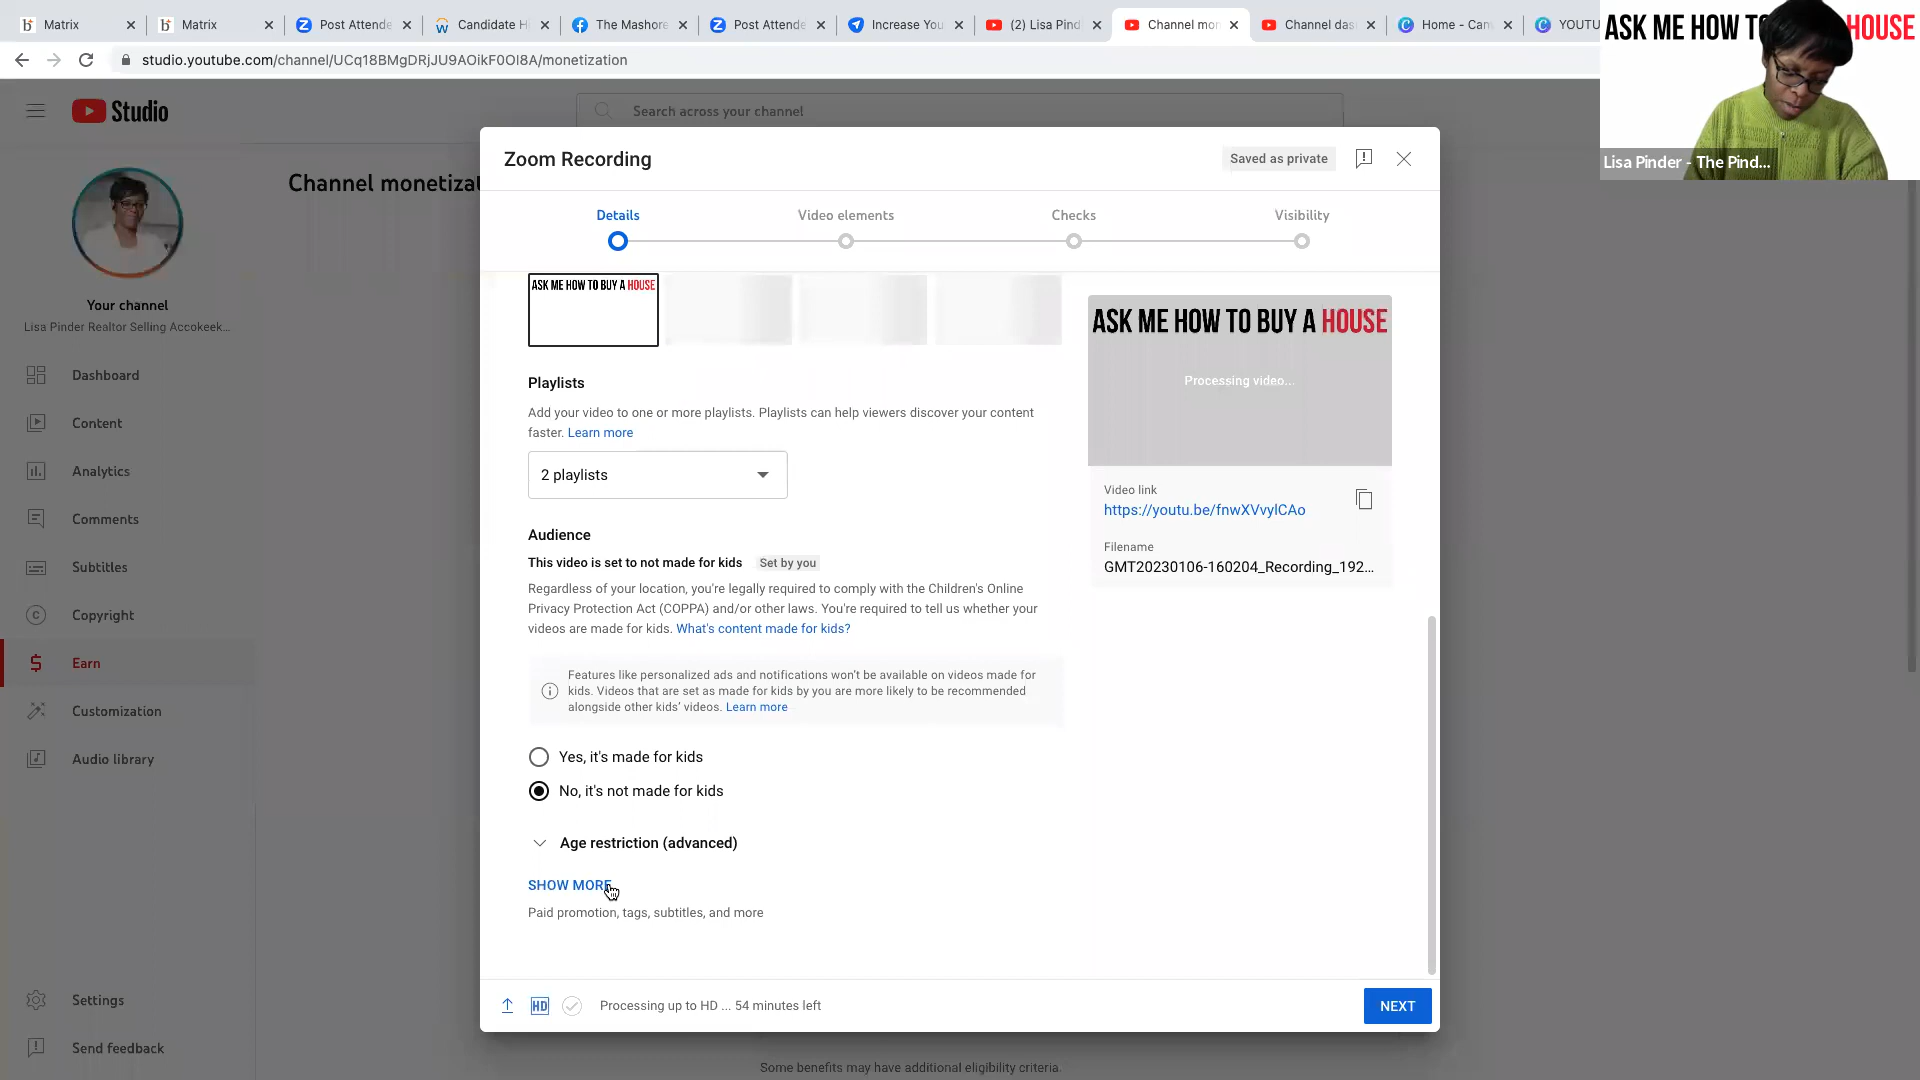 Matrix
Matrix
Post Attende
Candidate H
The Mashore
Post Attende
Increase You
(2) Lisa Pind
Channel mon
Channel das
Home - Can
YOUTU
studio.youtube.com/channel/UCq18BMgDRjJU9AOikF0OI8A/monetization
ASK ME HOW TO
HOUSE
Lisa Pinder - The Pind...
Studio
Search across your channel
Channel monetizat
Your channel
Lisa Pinder Realtor Selling Accokeek...
Dashboard
Content
Analytics
Comments
Subtitles
Copyright
Earn
Customization
Audio library
Settings
Send feedback
Zoom Recording
Saved as private
Details
Video elements
Checks
Visibility
ASK ME HOW TO BUY A HOUSE
Playlists
Add your video to one or more playlists. Playlists can help viewers discover your content
faster. Learn more
2 playlists
Audience
This video is set to not made for kids Set by you
Regardless of your location, you're legally required to comply with the Children's Online
Privacy Protection Act (COPPA) and/or other laws. You're required to tell us whether your
videos are made for kids. What's content made for kids?
Features like personalized ads and notifications won't be available on videos made for
kids. Videos that are set as made for kids by you are more likely to be recommended
alongside other kids' videos. Learn more
Yes, it's made for kids
No, it's not made for kids
Age restriction (advanced)
SHOW MORE
Paid promotion, tags, subtitles, and more
ASK ME HOW TO BUY A HOUSE
Processing video...
Video link
https://youtu.be/fnwXVvylCAo
Filename
GMT20230106-160204_Recording_192...
HD
Processing up to HD ... 54 minutes left
NEXT
Some benefits may have additional eligibility criteria.